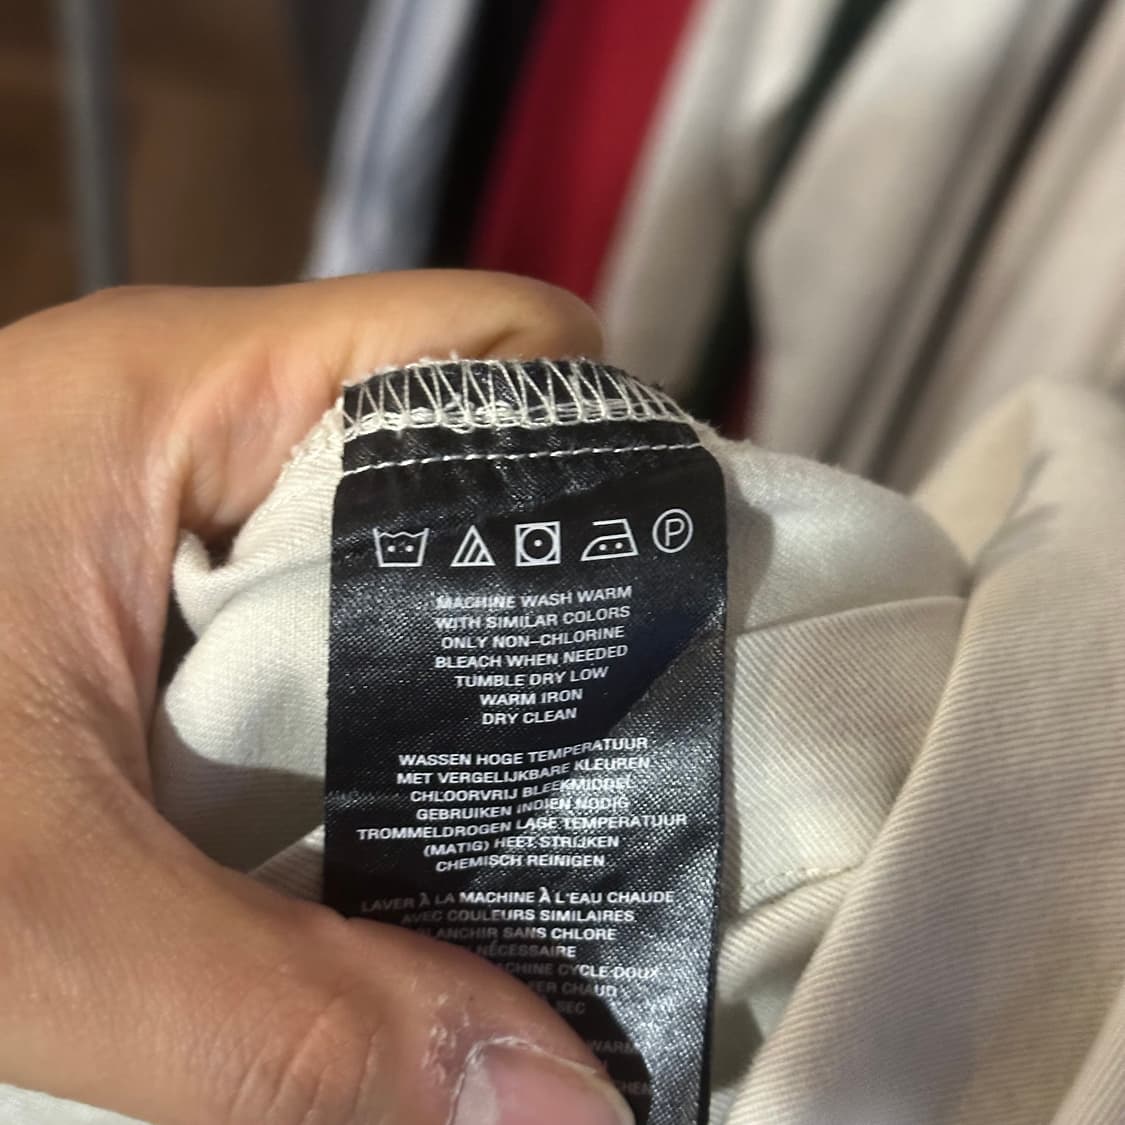 P
MACHINE WASH WARM
WITH SIMILAR COLORS
ONLY NON-CHLORINE
BLEACH WHEN NEEDED
TUMBLE DRY LOW
WARM IRON
DRY CLEAN
WASSEN HOGE TEMPERATUUR
MET VERGELIJKBARE KLEUREN
CHLOORVRIJ BLEEKMIDDEL
GEBRUIKEN INDIEN NODIG
TROMMELDROGEN LAGE TEMPERATUUR
(MATIG) HEET STRIJKEN
CHEMISCH REINIGEN
LAVER À LA MACHINE À L'EAU CHAUDE
AVEC COULEURS SIMILAIRES
SANS CHLORE
NÉCESSAIRE
CYCLE DOUX
CHAUD
SEC
WARM